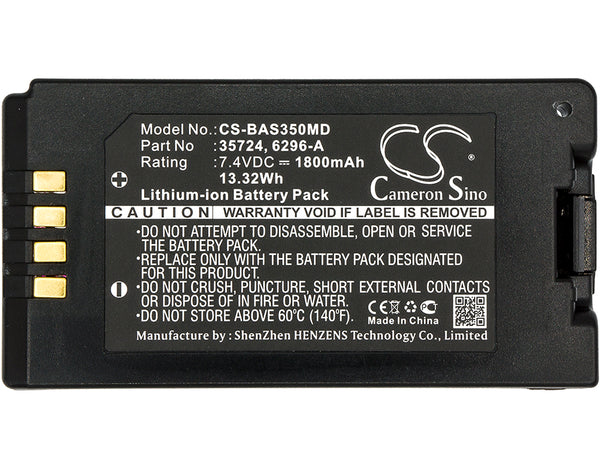 Model No.: CS-BAS350MD
Part No.: 35724, 6296-A
Rating: 7.4VDC ⎓ 1800mAh
13.32Wh
Lithium-ion Battery Pack
CS
Cameron Sino
CAUTION WARRANTY VOID IF LABEL IS REMOVED
•DO NOT ATTEMPT TO DISASSEMBLE, OPEN OR SERVICE
•REPLACE ONLY WITH THE BATTERY PACK DESIGNATED
FOR THIS PRODUCT
•DO NOT CRUSH, PUNCTURE, SHORT EXTERNAL CONTACTS
OR DISPOSE OF IN FIRE OR WATER
•DO NOT STORE ABOVE 60°C (140°F)
Made In China
Manufacture by : ShenZhen HENZENS Technology Co., Limited
+
-